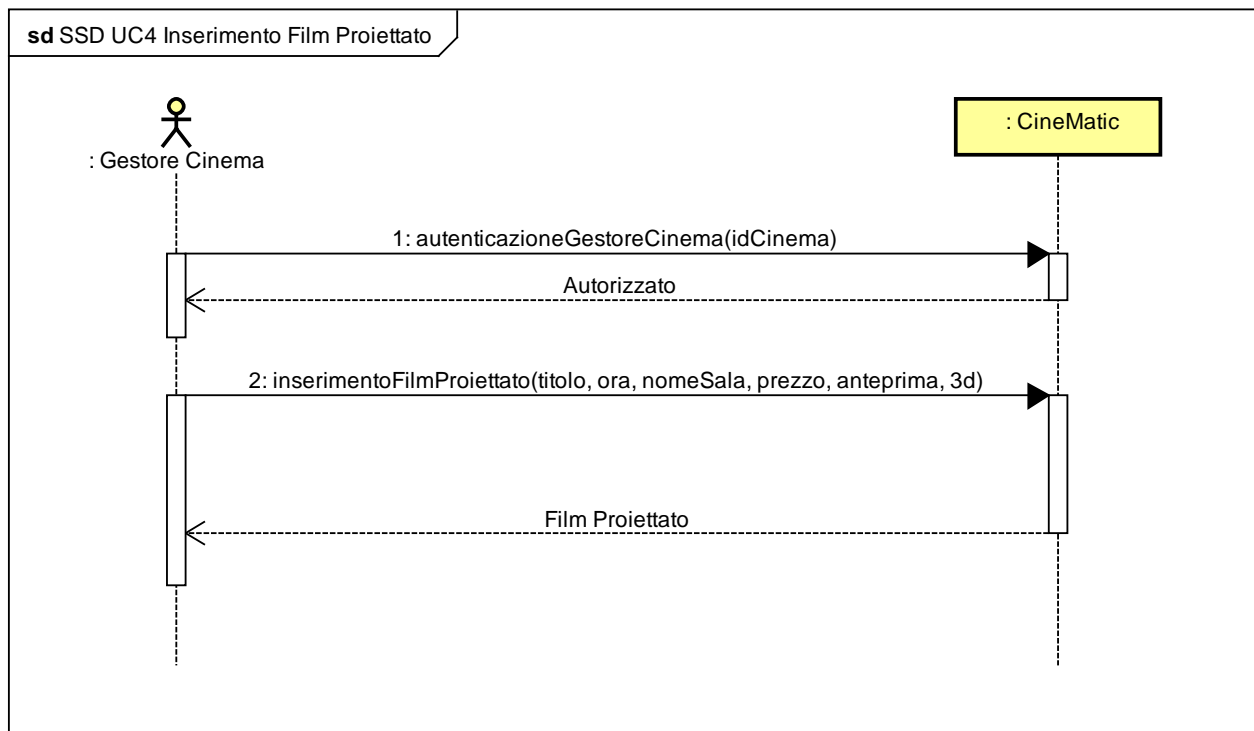 sd SSD UC4 Inserimento Film Proiettato
: Gestore Cinema
: CineMatic
1: autenticazioneGestoreCinema(idCinema)
Autorizzato
2: inserimentoFilmProiettato(titolo, ora, nomeSala, prezzo, anteprima, 3d)
Film Proiettato